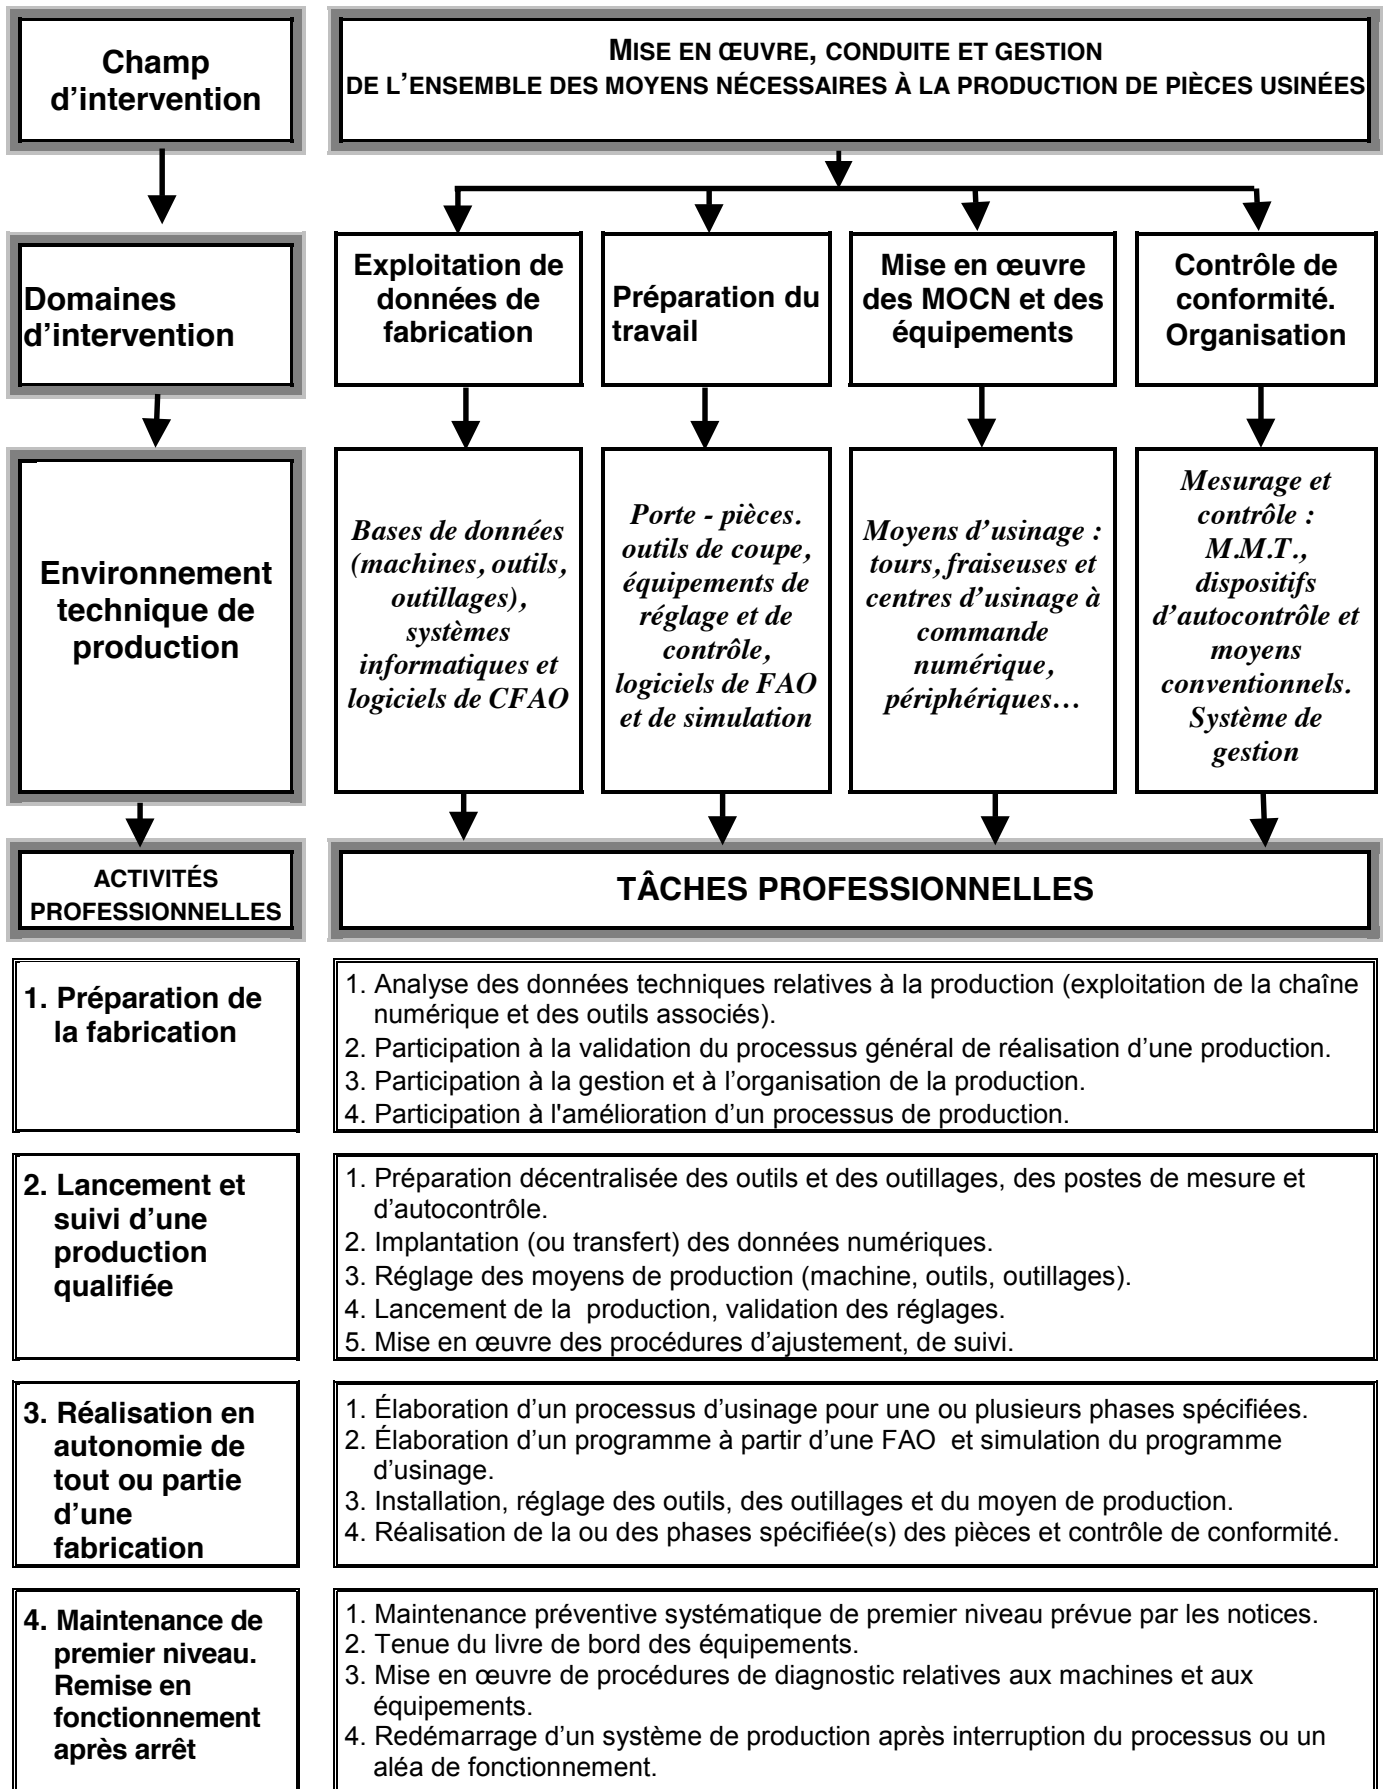 Champ
d’intervention
MISE EN ŒUVRE, CONDUITE ET GESTION
DE L’ENSEMBLE DES MOYENS NÉCESSAIRES À LA PRODUCTION DE PIÈCES USINÉES
Domaines
d’intervention
Exploitation de
données de
fabrication
Préparation du
travail
Mise en œuvre
des MOCN et des
équipements
Contrôle de
conformité.
Organisation
Environnement
technique de
production
Bases de données
(machines, outils,
outillages),
systèmes
informatiques et
logiciels de CFAO
Porte - pièces.
outils de coupe,
équipements de
réglage et de
contrôle,
logiciels de FAO
et de simulation
Moyens d’usinage :
tours, fraiseuses et
centres d’usinage à
commande
numérique,
périphériques…
Mesurage et
contrôle :
M.M.T.,
dispositifs
d’autocontrôle et
moyens
conventionnels.
Système de
gestion
ACTIVITÉS
PROFESSIONNELLES
TÂCHES PROFESSIONNELLES
1. Préparation de
la fabrication
1. Analyse des données techniques relatives à la production (exploitation de la chaîne
numérique et des outils associés).
2. Participation à la validation du processus général de réalisation d’une production.
3. Participation à la gestion et à l’organisation de la production.
4. Participation à l'amélioration d’un processus de production.
2. Lancement et
suivi d’une
production
qualifiée
1. Préparation décentralisée des outils et des outillages, des postes de mesure et
d’autocontrôle.
2. Implantation (ou transfert) des données numériques.
3. Réglage des moyens de production (machine, outils, outillages).
4. Lancement de la  production, validation des réglages.
5. Mise en œuvre des procédures d’ajustement, de suivi.
3. Réalisation en
autonomie de
tout ou partie
d’une
fabrication
1. Élaboration d’un processus d’usinage pour une ou plusieurs phases spécifiées.
2. Élaboration d’un programme à partir d’une FAO  et simulation du programme
d’usinage.
3. Installation, réglage des outils, des outillages et du moyen de production.
4. Réalisation de la ou des phases spécifiée(s) des pièces et contrôle de conformité.
4. Maintenance de
premier niveau.
Remise en
fonctionnement
après arrêt
1. Maintenance préventive systématique de premier niveau prévue par les notices.
2. Tenue du livre de bord des équipements.
3. Mise en œuvre de procédures de diagnostic relatives aux machines et aux
équipements.
4. Redémarrage d’un système de production après interruption du processus ou un
aléa de fonctionnement.